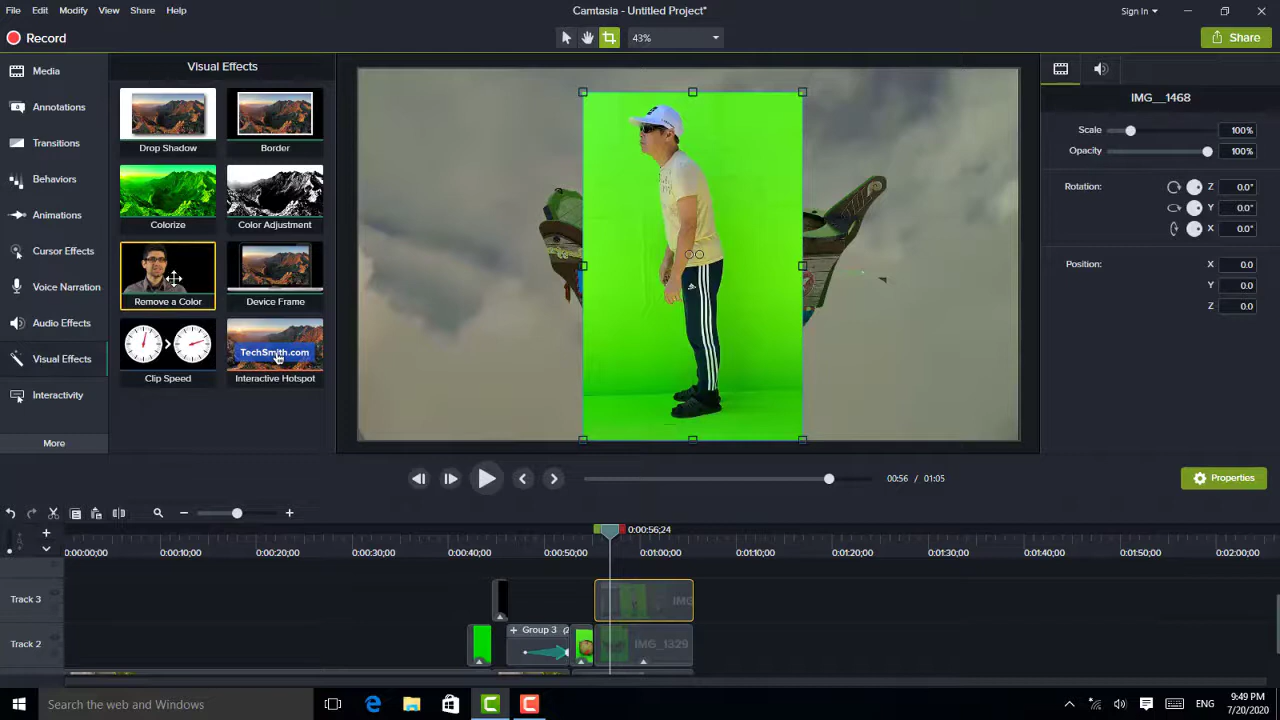 File Edit Modify View Share Help
Camtasia - Untitled Project*
Sign In
Record
43%
Share
Media
Annotations
Transitions
Behaviors
Animations
Cursor Effects
Voice Narration
Audio Effects
Visual Effects
Interactivity
More
Visual Effects
Drop Shadow
Border
Colorize
Color Adjustment
Remove a Color
Device Frame
Clip Speed
TechSmith.com
Interactive Hotspot
IMG__1468
Scale 100%
Opacity 100%
Rotation: Z 0.0°
Y 0.0°
X 0.0°
Position: X 0.0
Y 0.0
Z 0.0
00:56 / 01:05
Properties
0:00:56;24
0:00:00;00 0:00:10;00 0:00:20;00 0:00:30;00 0:00:40;00 0:00:50;00 0:01:00;00 0:01:10;00 0:01:20;00 0:01:30;00 0:01:40;00 0:01:50;00 0:02:00;00
Track 3
IMG
Track 2
Group 3
IMG_1329
Search the web and Windows
ENG
9:49 PM
7/20/2020